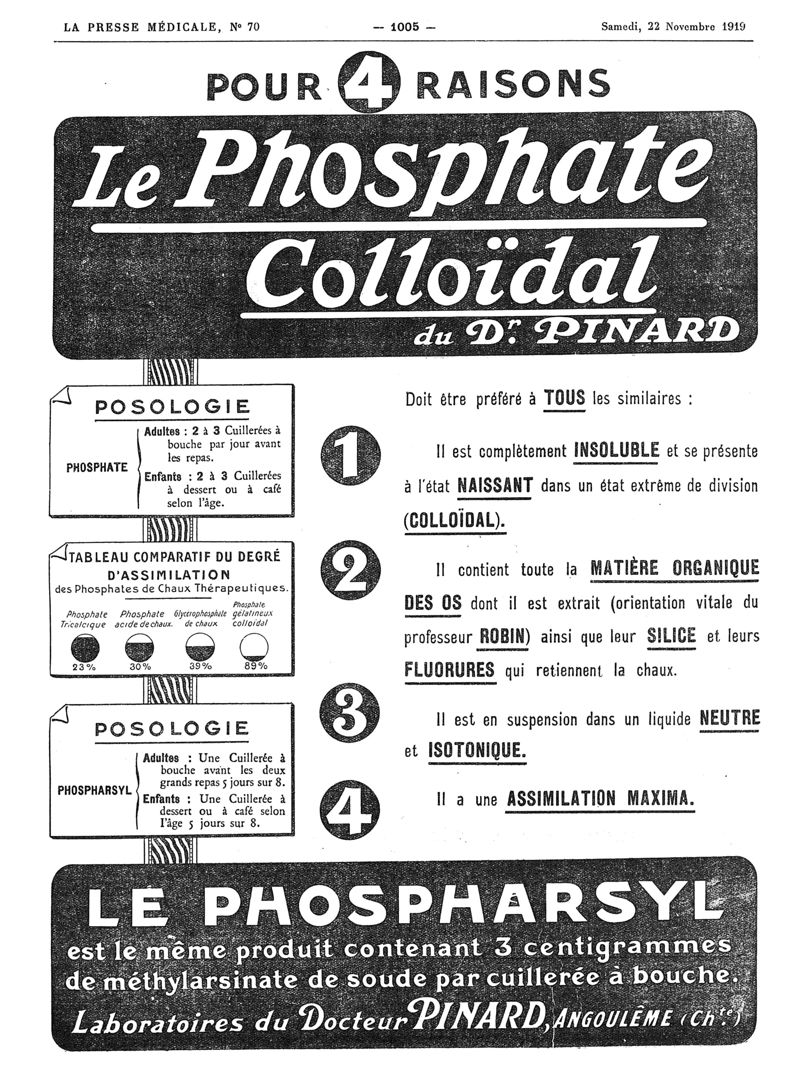 LA PRESSE MÉDICALE, N° 70 — 1005 — Samedi, 22 Novembre 1919
POUR 4 RAISONS
Le Phosphate
Colloïdal
du Dr. PINARD
POSOLOGIE
PHOSPHATE
Adultes : 2 à 3 Cuillerées à
bouche par jour avant
les repas.
Enfants : 2 à 3 Cuillerées
à dessert ou à café
selon l'âge.
TABLEAU COMPARATIF DU DEGRÉ
D'ASSIMILATION
des Phosphates de Chaux Thérapeutiques.
Phosphate Tricalcique
Phosphate acide de chaux.
Glycérophosphate de chaux
Phosphate gélatineux colloïdal
23% 30% 39% 89%
POSOLOGIE
PHOSPHARSYL
Adultes : Une Cuillerée à
bouche avant les deux
grands repas 5 jours sur 8.
Enfants : Une Cuillerée à
dessert ou à café selon
l'âge 5 jours sur 8.
Doit être préféré à TOUS les similaires :
1
Il est complètement INSOLUBLE et se présente
à l'état NAISSANT dans un état extrême de division
(COLLOÏDAL).
2
Il contient toute la MATIÈRE ORGANIQUE
DES OS dont il est extrait (orientation vitale du
professeur ROBIN) ainsi que leur SILICE et leurs
FLUORURES qui retiennent la chaux.
3
Il est en suspension dans un liquide NEUTRE
et ISOTONIQUE.
4
Il a une ASSIMILATION MAXIMA.
LE PHOSPHARSYL
est le même produit contenant 3 centigrammes
de méthylarsinate de soude par cuillerée à bouche.
Laboratoires du Docteur PINARD, ANGOULÊME (Chte.)